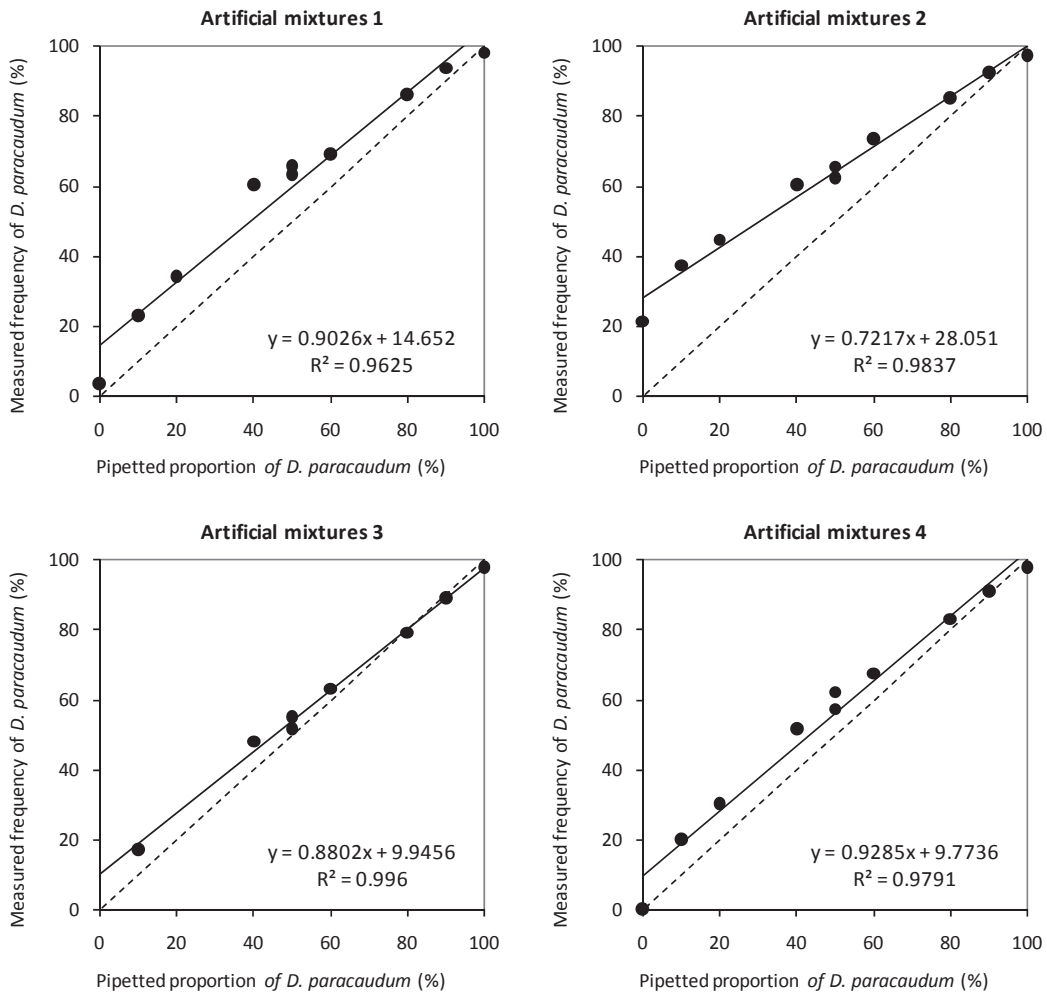 Artificial mixtures 1
Measured frequency of D. paracaudum (%)
100
80
60
40
20
0
y = 0.9026x + 14.652
R² = 0.9625
0 20 40 60 80 100
Pipetted proportion of D. paracaudum (%)
Artificial mixtures 2
Measured frequency of D. paracaudum (%)
100
80
60
40
20
0
y = 0.7217x + 28.051
R² = 0.9837
0 20 40 60 80 100
Pipetted proportion of D. paracaudum (%)
Artificial mixtures 3
Measured frequency of D. paracaudum (%)
100
80
60
40
20
0
y = 0.8802x + 9.9456
R² = 0.996
0 20 40 60 80 100
Pipetted proportion of D. paracaudum (%)
Artificial mixtures 4
Measured frequency of D. paracaudum (%)
100
80
60
40
20
0
y = 0.9285x + 9.7736
R² = 0.9791
0 20 40 60 80 100
Pipetted proportion of D. paracaudum (%)